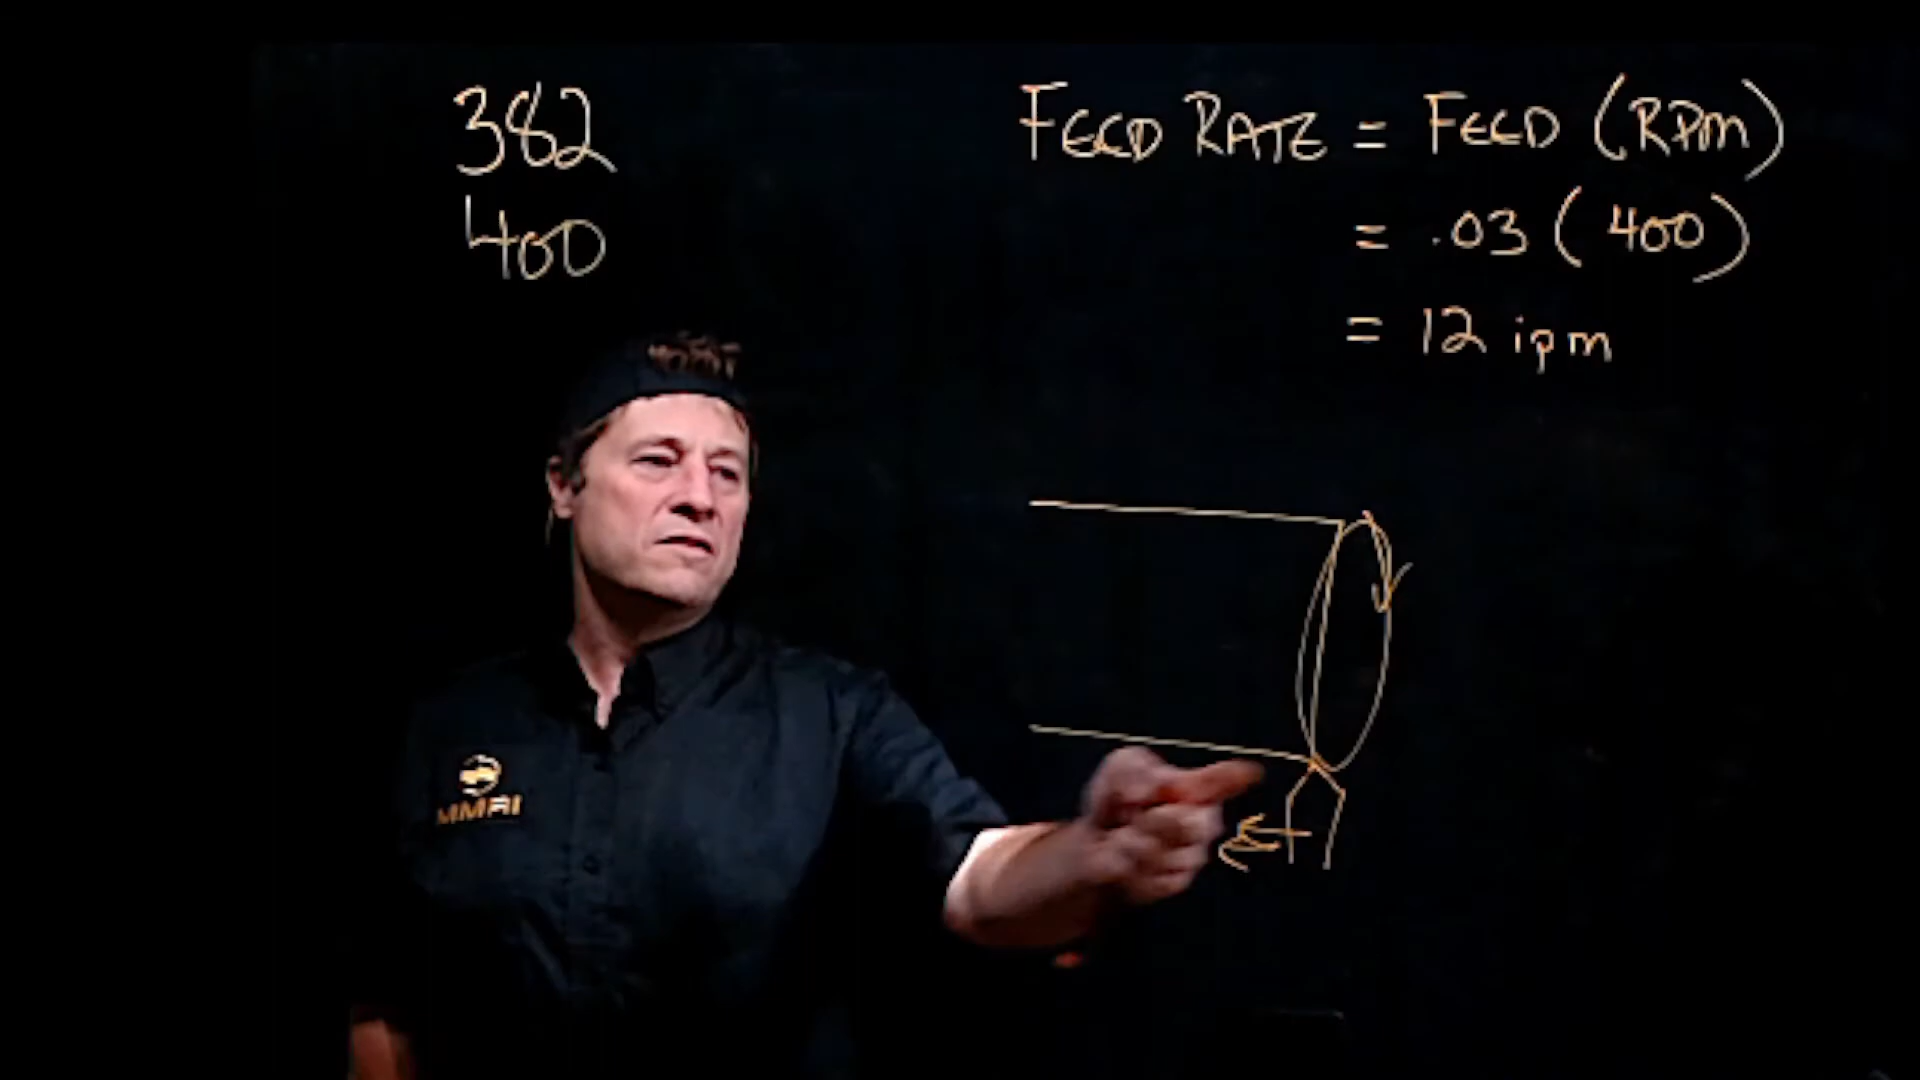 382
400
FEED RATE = FEED (RPM)
= .03 (400)
= 12 ipm
MMRI